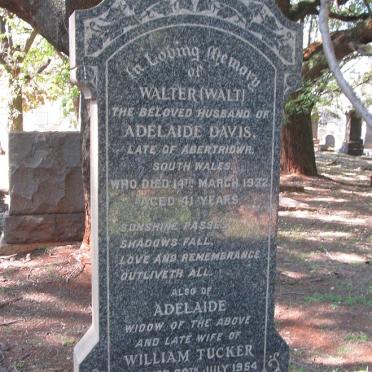 In Loving Memory
of
WALTER (WALT)
THE BELOVED HUSBAND OF
ADELAIDE DAVIS,
LATE OF ABERTRIDWR,
SOUTH WALES,
WHO DIED 14TH MARCH 1932
AGED 41 YEARS.
SUNSHINE PASSES,
SHADOWS FALL,
LOVE AND REMEMBRANCE
OUTLIVETH ALL.
ALSO OF
ADELAIDE
WIDOW OF THE ABOVE
AND LATE WIFE OF
WILLIAM TUCKER
JULY 1954